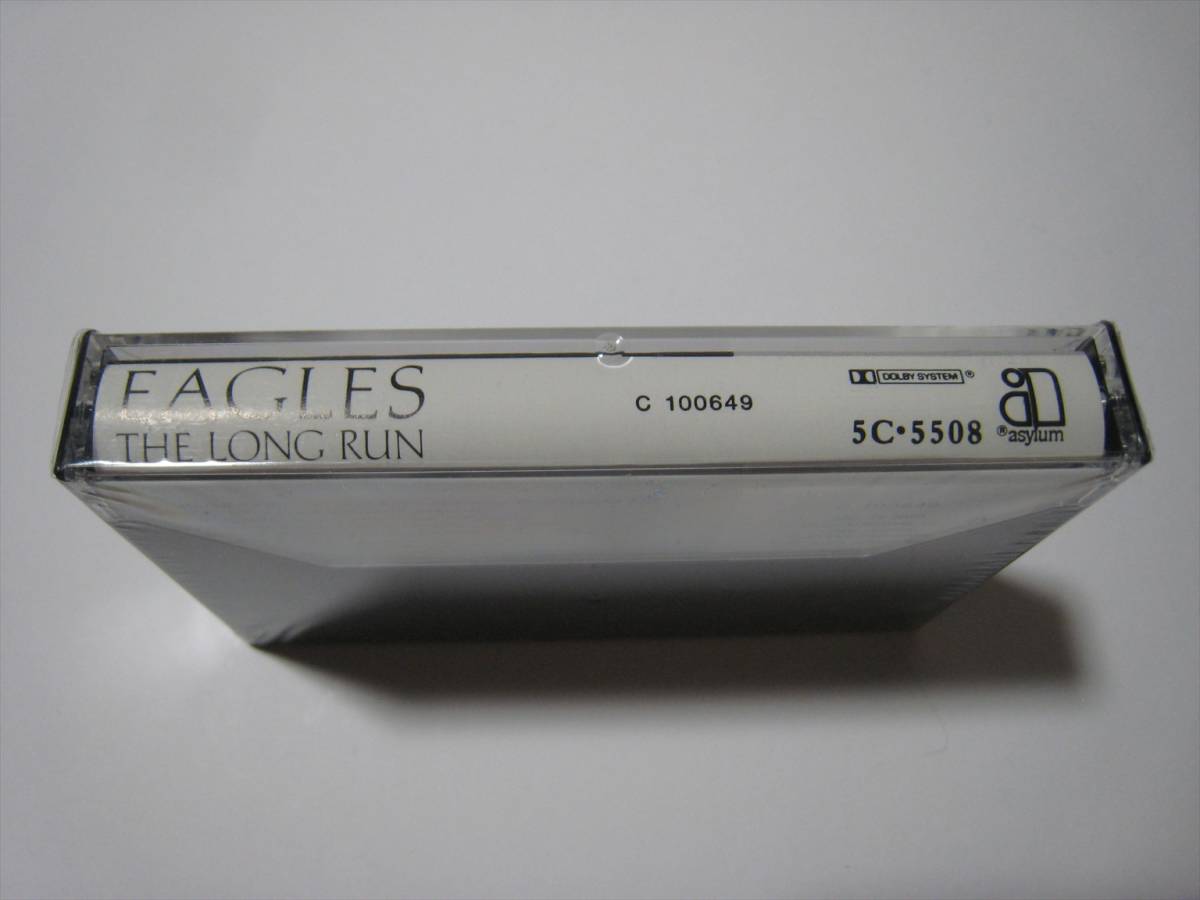 EAGLES
THE LONG RUN
C 100649
DOLBY SYSTEM®
5C•5508
®asylum